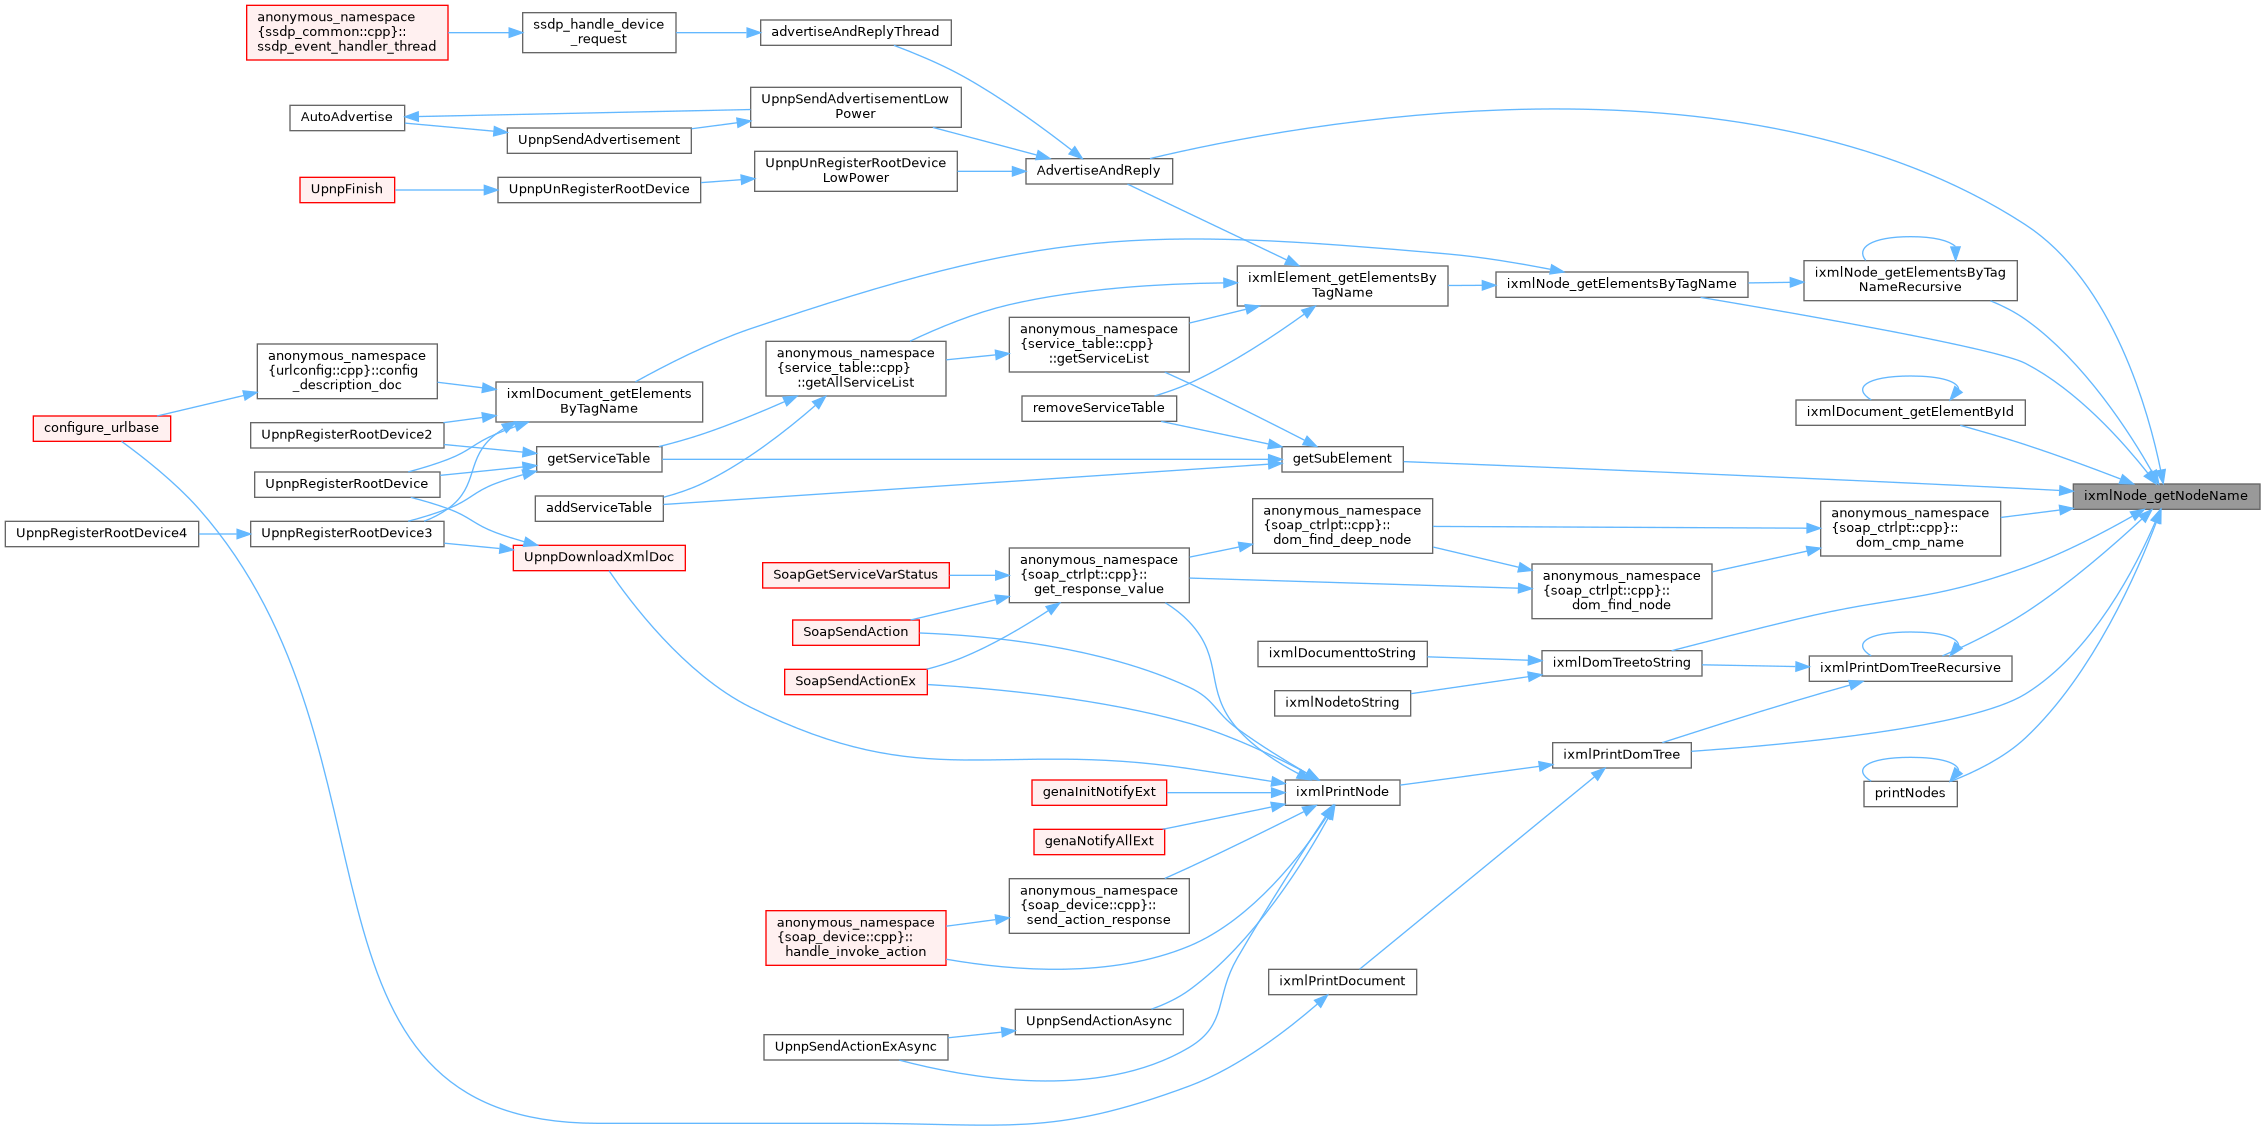 anonymous_namespace
{ssdp_common::cpp}::
ssdp_event_handler_thread
ssdp_handle_device
_request
advertiseAndReplyThread
AutoAdvertise
UpnpSendAdvertisementLow
Power
UpnpSendAdvertisement
UpnpUnRegisterRootDevice
LowPower
UpnpFinish
UpnpUnRegisterRootDevice
AdvertiseAndReply
ixmlElement_getElementsBy
TagName
ixmlNode_getElementsByTagName
ixmlNode_getElementsByTag
NameRecursive
anonymous_namespace
{urlconfig::cpp}::config
_description_doc
anonymous_namespace
{service_table::cpp}
::getAllServiceList
anonymous_namespace
{service_table::cpp}
::getServiceList
ixmlDocument_getElements
ByTagName
removeServiceTable
ixmlDocument_getElementById
configure_urlbase
UpnpRegisterRootDevice2
getServiceTable
getSubElement
UpnpRegisterRootDevice
addServiceTable
ixmlNode_getNodeName
UpnpRegisterRootDevice4
UpnpRegisterRootDevice3
UpnpDownloadXmlDoc
anonymous_namespace
{soap_ctrlpt::cpp}::
dom_find_deep_node
anonymous_namespace
{soap_ctrlpt::cpp}::
dom_cmp_name
SoapGetServiceVarStatus
anonymous_namespace
{soap_ctrlpt::cpp}::
get_response_value
anonymous_namespace
{soap_ctrlpt::cpp}::
dom_find_node
SoapSendAction
SoapSendActionEx
ixmlDocumenttoString
ixmlDomTreetoString
ixmlPrintDomTreeRecursive
ixmlNodetoString
ixmlPrintDomTree
genaInitNotifyExt
ixmlPrintNode
printNodes
genaNotifyAllExt
anonymous_namespace
{soap_device::cpp}::
send_action_response
anonymous_namespace
{soap_device::cpp}::
handle_invoke_action
ixmlPrintDocument
UpnpSendActionAsync
UpnpSendActionExAsync